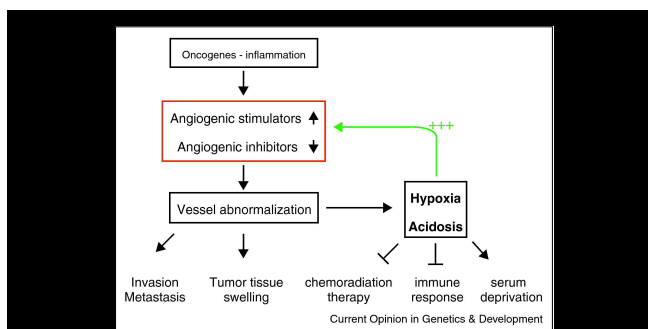 Oncogenes - inflammation
Angiogenic stimulators
Angiogenic inhibitors
+++
Vessel abnormalization
Hypoxia
Acidosis
Invasion
Metastasis
Tumor tissue
swelling
chemoradiation
therapy
immune
response
serum
deprivation
Current Opinion in Genetics & Development